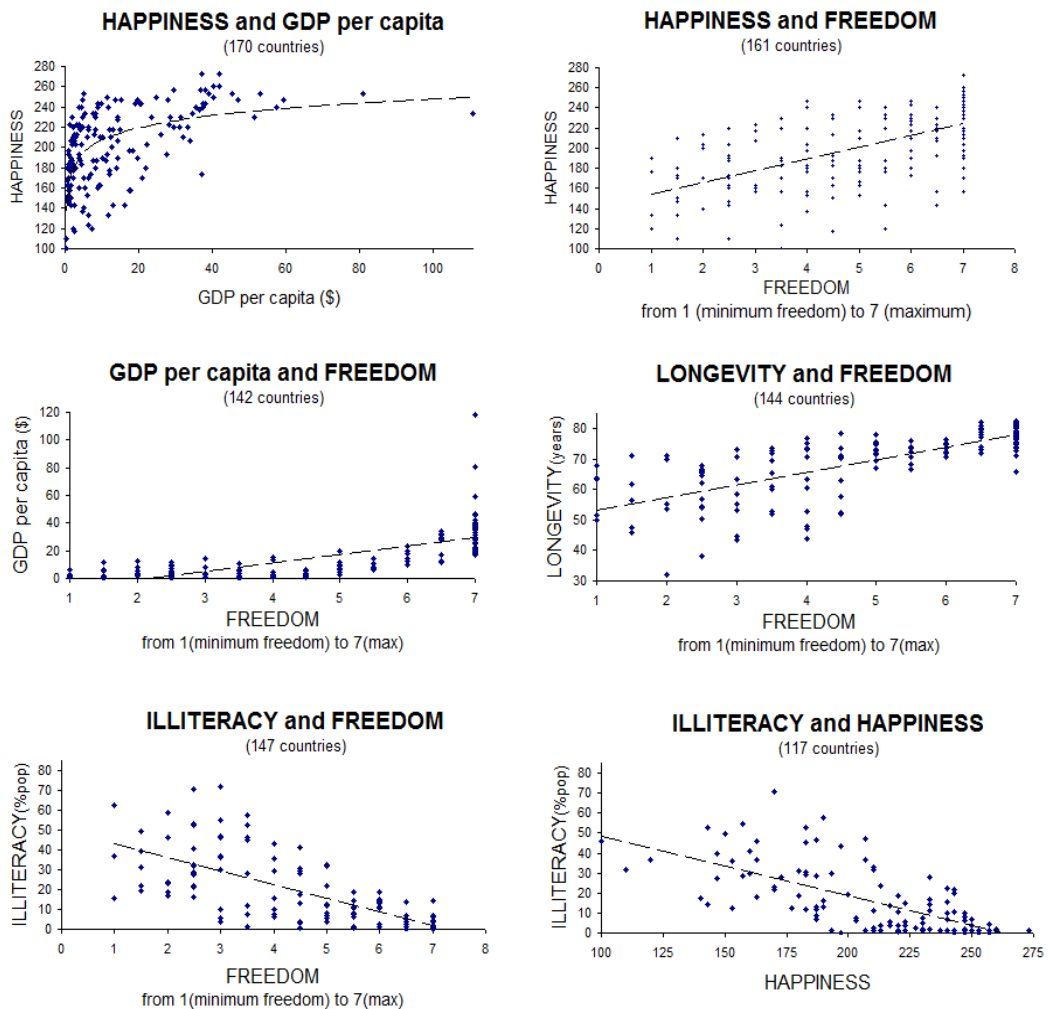 HAPPINESS and GDP per capita
(170 countries)
HAPPINESS
280
260
240
220
200
180
160
140
120
100
0 20 40 60 80 100
GDP per capita ($)
HAPPINESS and FREEDOM
(161 countries)
HAPPINESS
280
260
240
220
200
180
160
140
120
100
0 1 2 3 4 5 6 7 8
FREEDOM
from 1 (minimum freedom) to 7 (maximum)
GDP per capita and FREEDOM
(142 countries)
GDP per capita ($)
120
100
80
60
40
20
0
1 2 3 4 5 6 7
FREEDOM
from 1(minimum freedom) to 7(max)
LONGEVITY and FREEDOM
(144 countries)
LONGEVITY(years)
80
70
60
50
40
30
1 2 3 4 5 6 7
FREEDOM
from 1(minimum freedom) to 7(max)
ILLITERACY and FREEDOM
(147 countries)
ILLITERACY(%pop)
80
70
60
50
40
30
20
10
0
0 1 2 3 4 5 6 7 8
FREEDOM
from 1(minimum freedom) to 7(max)
ILLITERACY and HAPPINESS
(117 countries)
ILLITERACY(%pop)
80
70
60
50
40
30
20
10
0
100 125 150 175 200 225 250 275
HAPPINESS